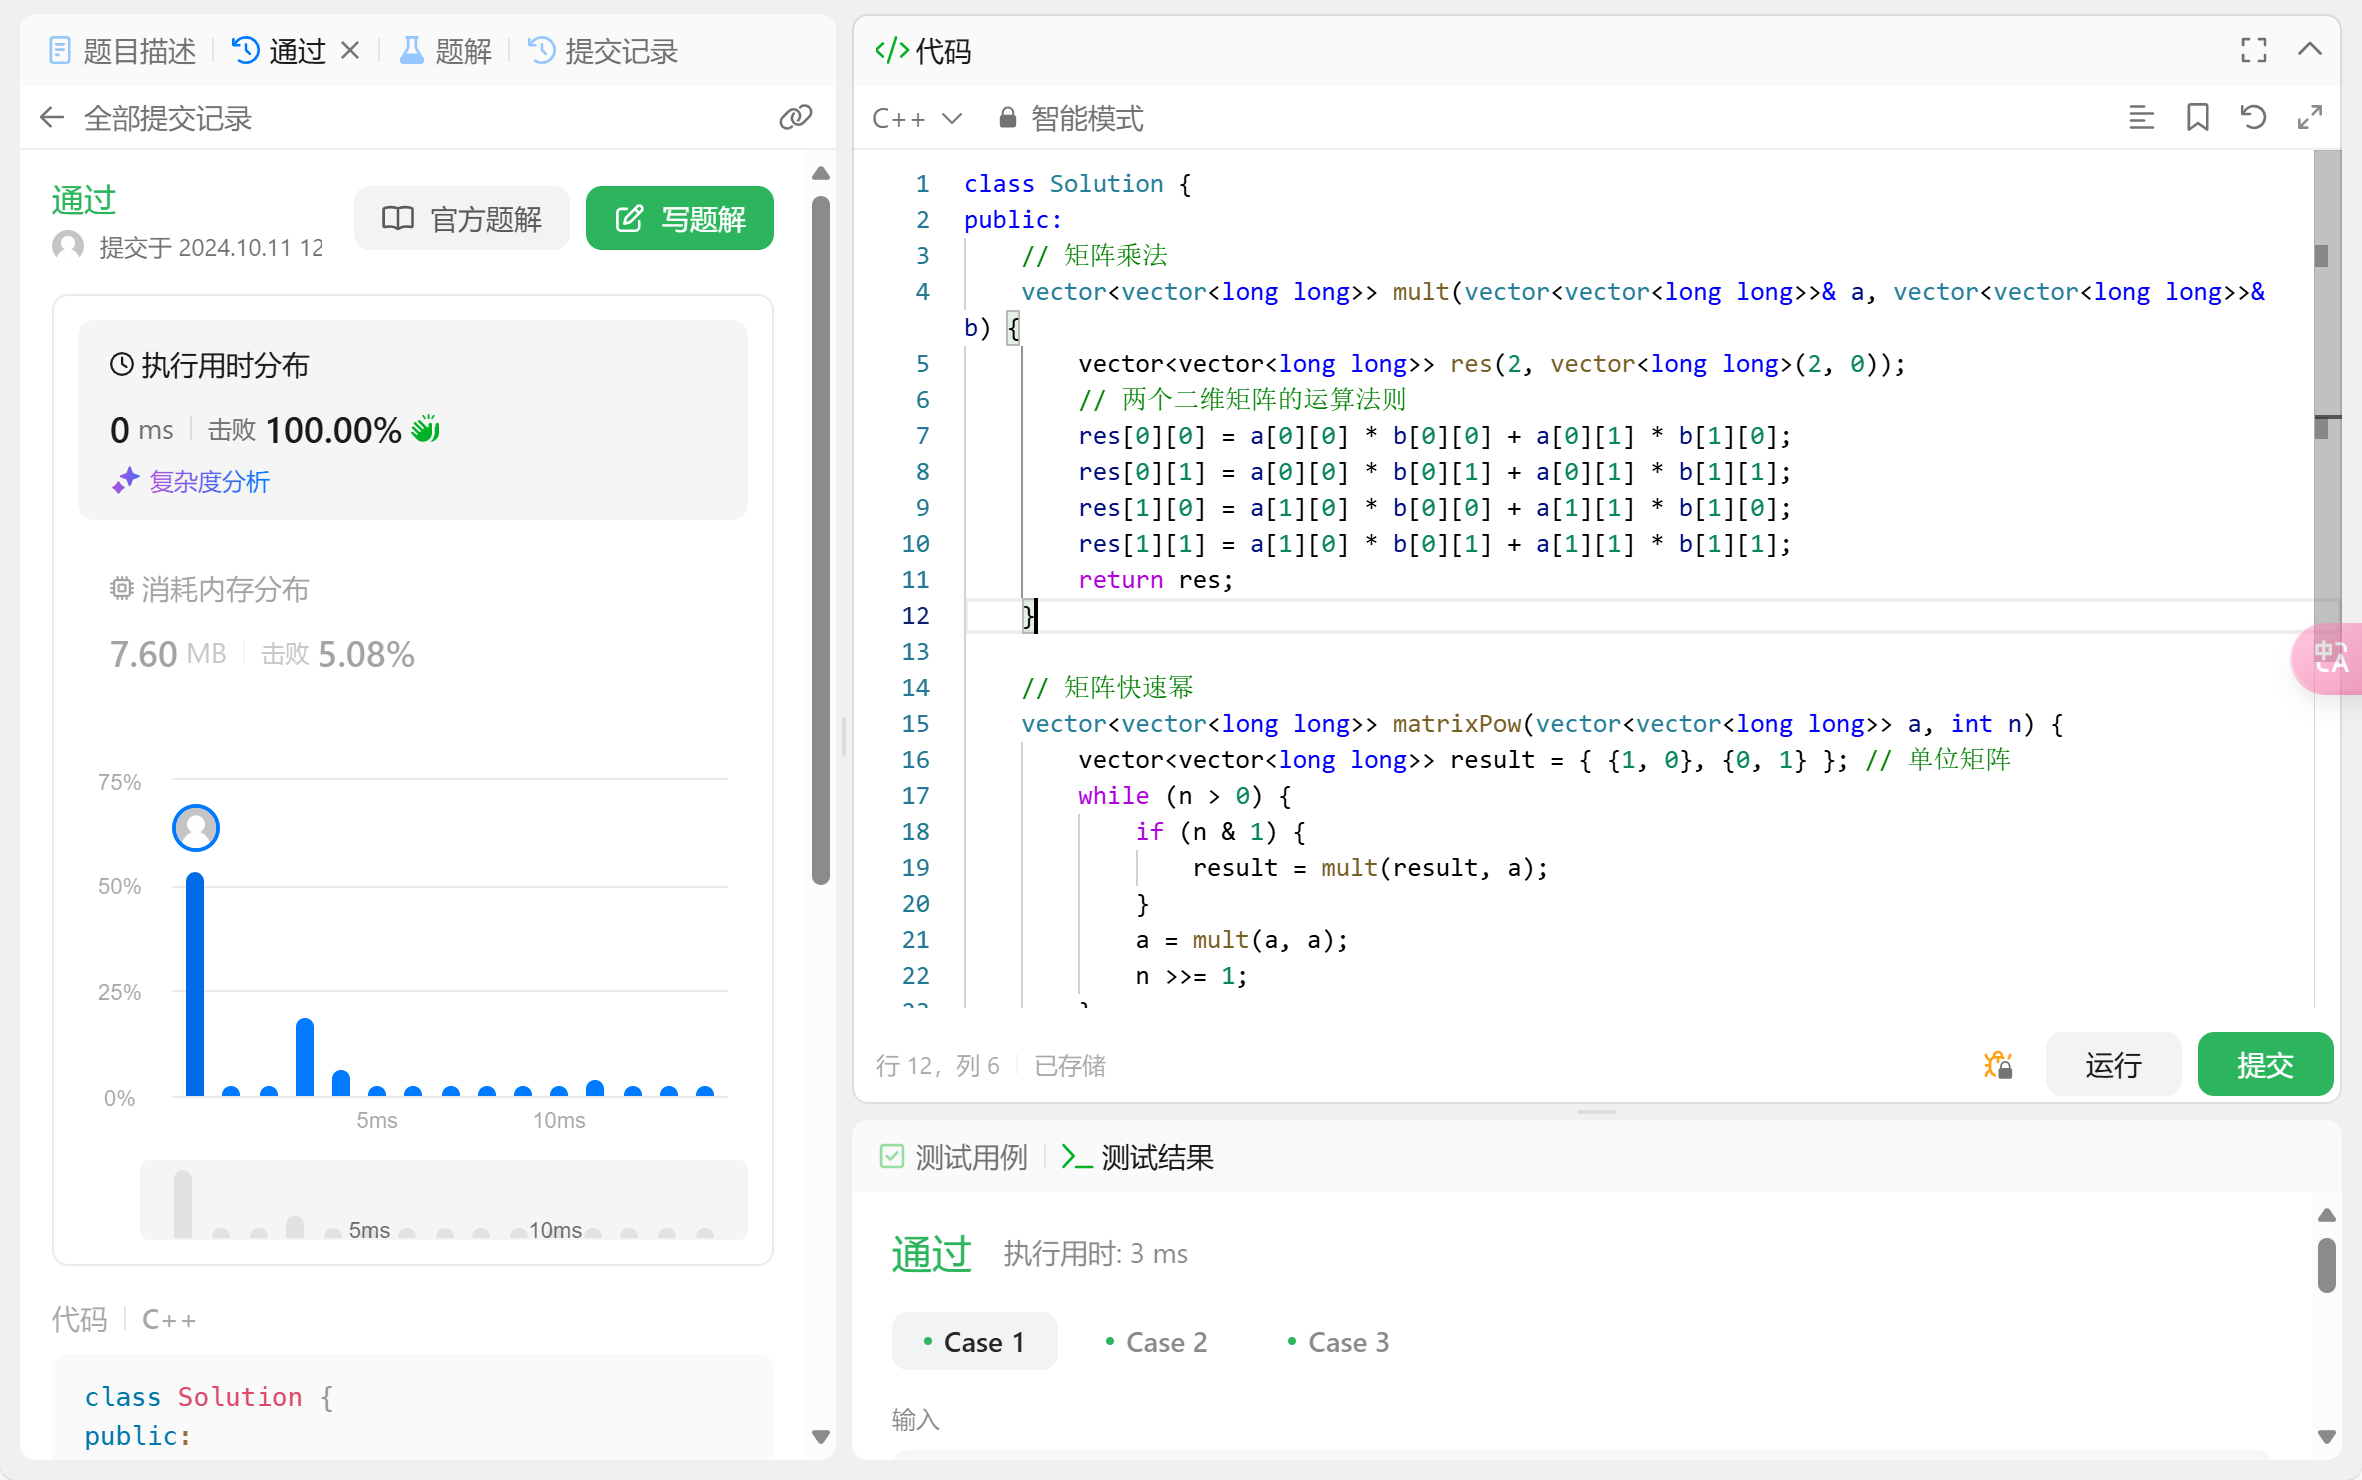 题目描述 通过 题解 提交记录
全部提交记录
通过
提交于 2024.10.11 12
官方题解 写题解
执行用时分布
0 ms 击败 100.00%
复杂度分析
消耗内存分布
7.60 MB 击败 5.08%
75%
50%
25%
0%
5ms 10ms
5ms 10ms
代码 C++
class Solution {
public:
代码
C++ 智能模式
1 class Solution {
2 public:
3 // 矩阵乘法
4 vector<vector<long long>> mult(vector<vector<long long>>& a, vector<vector<long long>>&
b) {
5 vector<vector<long long>> res(2, vector<long long>(2, 0));
6 // 两个二维矩阵的运算法则
7 res[0][0] = a[0][0] * b[0][0] + a[0][1] * b[1][0];
8 res[0][1] = a[0][0] * b[0][1] + a[0][1] * b[1][1];
9 res[1][0] = a[1][0] * b[0][0] + a[1][1] * b[1][0];
10 res[1][1] = a[1][0] * b[0][1] + a[1][1] * b[1][1];
11 return res;
12 }
13
14 // 矩阵快速幂
15 vector<vector<long long>> matrixPow(vector<vector<long long>> a, int n) {
16 vector<vector<long long>> result = { {1, 0}, {0, 1} }; // 单位矩阵
17 while (n > 0) {
18 if (n & 1) {
19 result = mult(result, a);
20 }
21 a = mult(a, a);
22 n >>= 1;
行 12, 列 6 已存储
运行 提交
测试用例 测试结果
通过 执行用时: 3 ms
Case 1 Case 2 Case 3
输入
中A